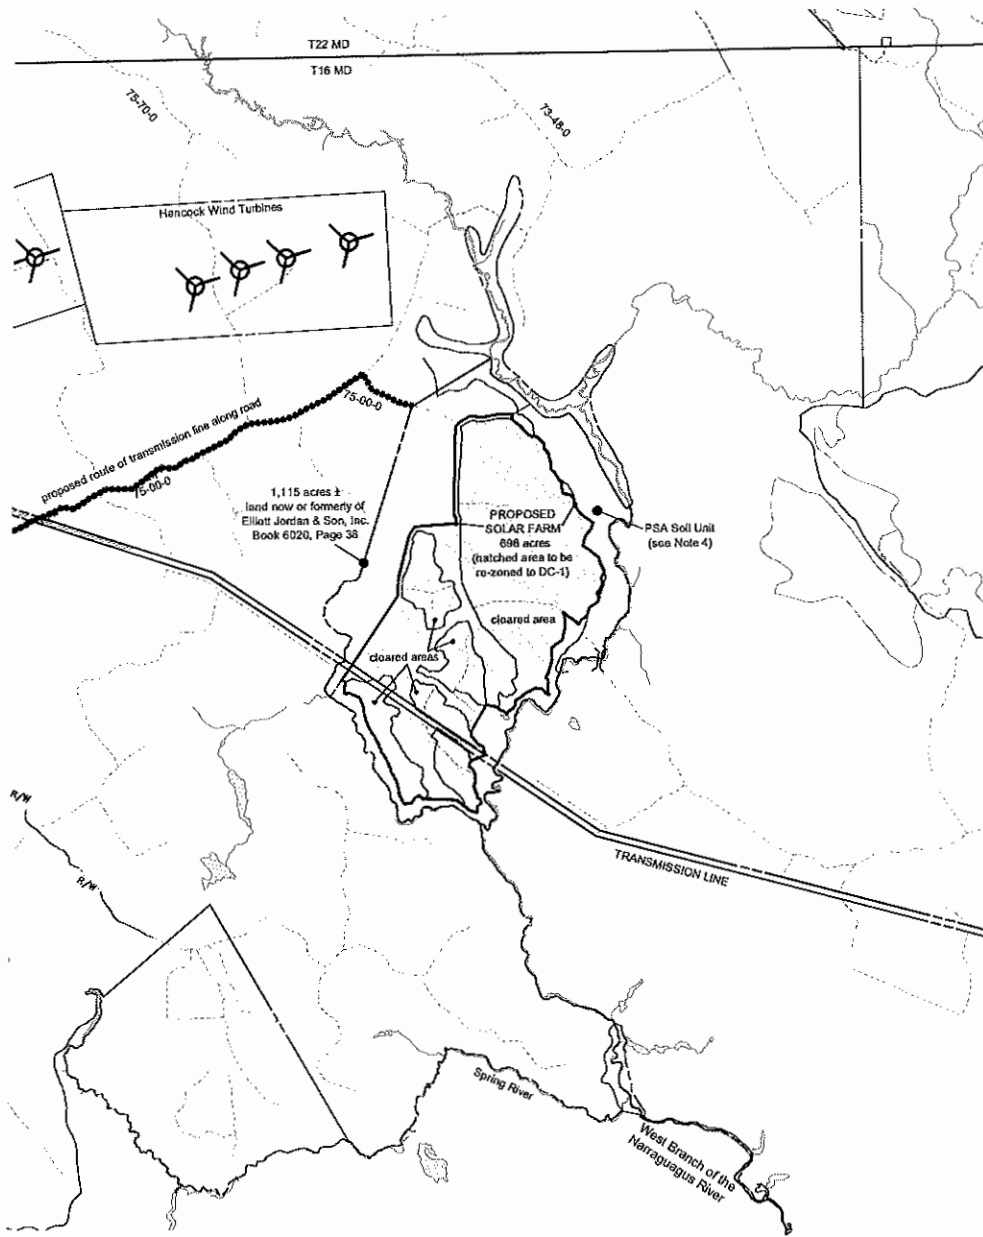 T22 MD
T16 MD
75-70-0
73-48-0
Hancock Wind Turbines
75-00-0
proposed route of transmission line along road
75-00-0
1,115 acres ±
land now or formerly of
Elliott Jordan & Son, Inc.
Book 6020, Page 38
PROPOSED
SOLAR FARM
696 acres
(hatched area to be
re-zoned to DC-1)
PSA Soil Unit
(see Note 4)
cleared area
cleared areas
R/W
R/W
TRANSMISSION LINE
Spring River
West Branch of the
Narraguagus River